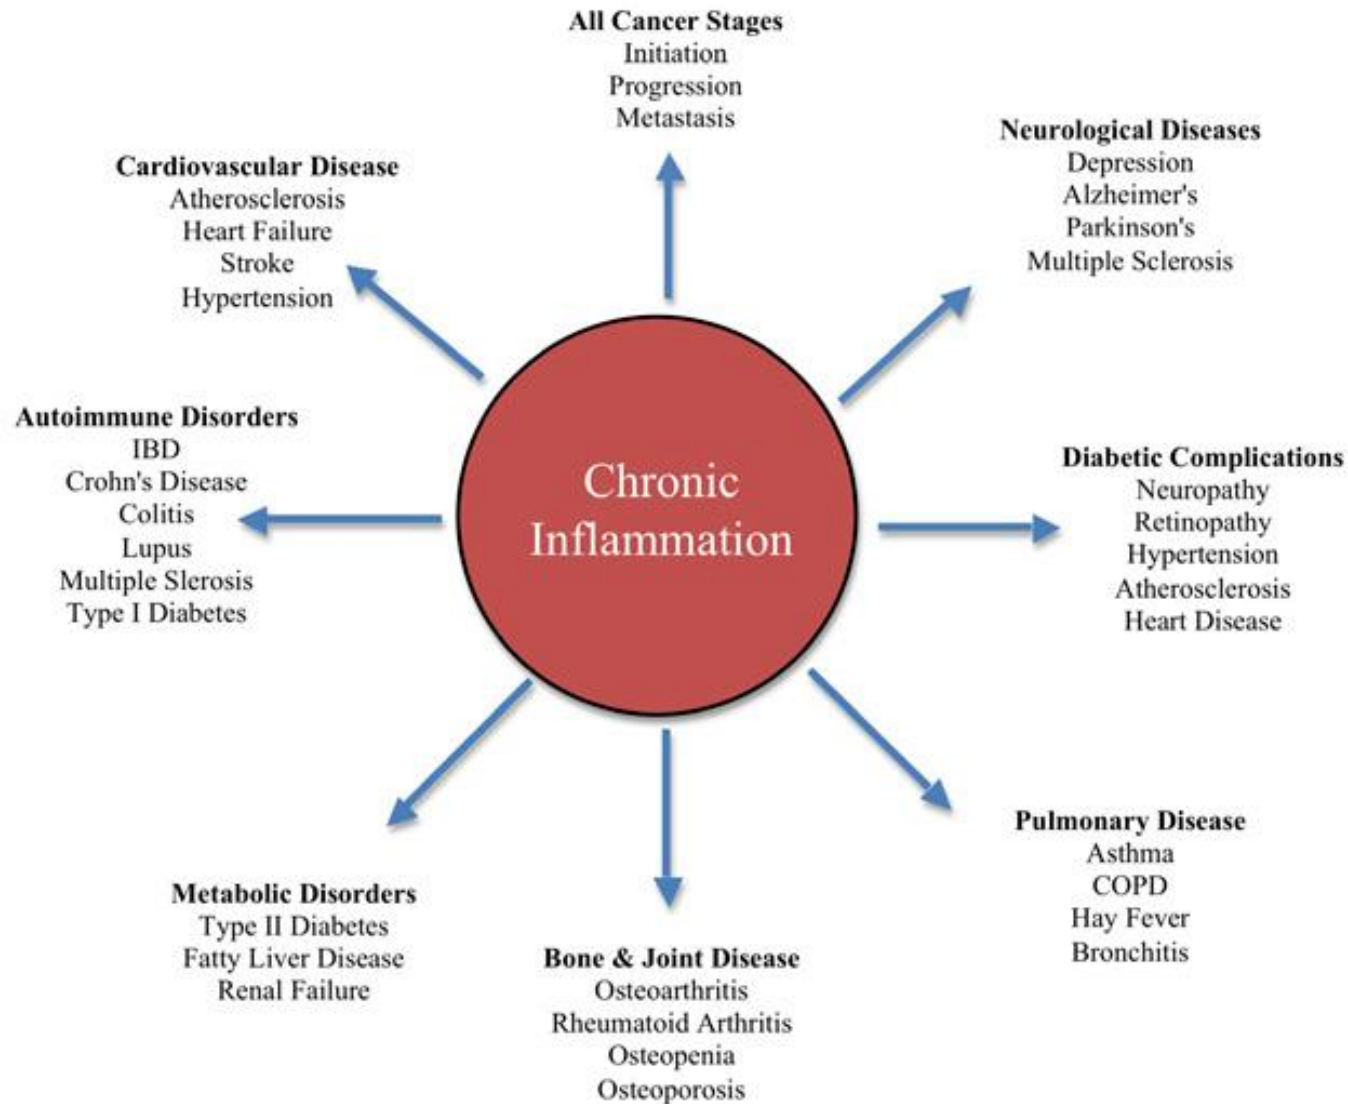 All Cancer Stages
Initiation
Progression
Metastasis
Neurological Diseases
Depression
Alzheimer's
Parkinson's
Multiple Sclerosis
Cardiovascular Disease
Atherosclerosis
Heart Failure
Stroke
Hypertension
Autoimmune Disorders
IBD
Crohn's Disease
Colitis
Lupus
Multiple Slerosis
Type I Diabetes
Chronic
Inflammation
Diabetic Complications
Neuropathy
Retinopathy
Hypertension
Atherosclerosis
Heart Disease
Pulmonary Disease
Asthma
COPD
Hay Fever
Bronchitis
Metabolic Disorders
Type II Diabetes
Fatty Liver Disease
Renal Failure
Bone & Joint Disease
Osteoarthritis
Rheumatoid Arthritis
Osteopenia
Osteoporosis